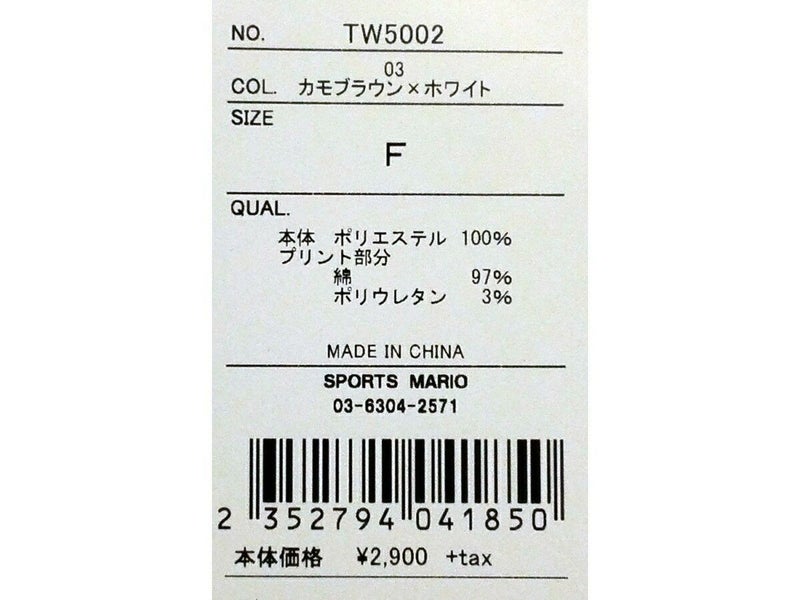 NO. TW5002
03
COL. カモブラウン×ホワイト
SIZE
F
QUAL.
本体 ポリエステル 100%
プリント部分
綿 97%
ポリウレタン 3%
MADE IN CHINA
SPORTS MARIO
03-6304-2571
2 352794 041850
本体価格 ¥2,900 +tax